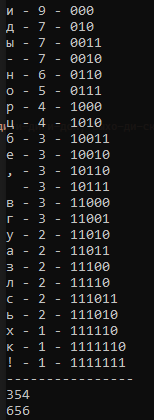 и - 9 - 000
д - 7 - 010
ы - 7 - 0011
- - 7 - 0010
н - 6 - 0110
о - 5 - 0111
р - 4 - 1000
ц - 4 - 1010
б - 3 - 10011
е - 3 - 10010
, - 3 - 10110
  - 3 - 10111
в - 3 - 11000
г - 3 - 11001
у - 2 - 11010
а - 2 - 11011
з - 2 - 11100
л - 2 - 11110
с - 2 - 111011
ь - 2 - 111010
х - 1 - 111110
к - 1 - 1111110
! - 1 - 1111111
-----------------
354
656